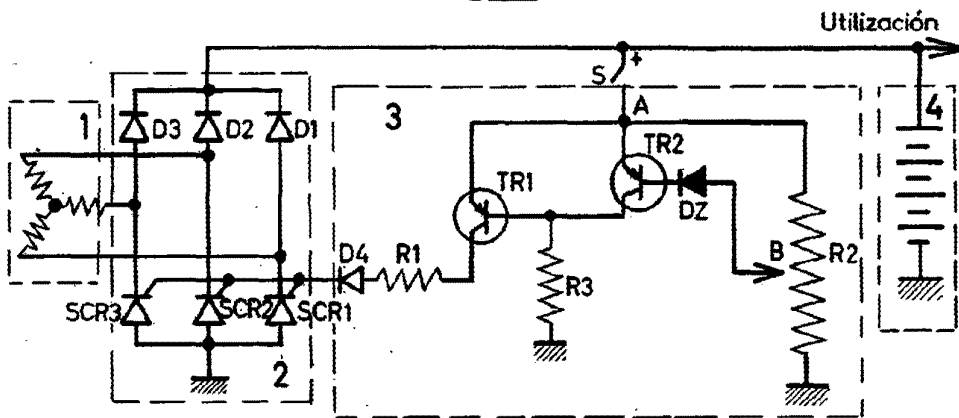 Utilización
S +
1 D3 D2 D1 3 A 4
TR2
TR1
DZ
D4 R1 B R2
R3
SCR3 SCR2 SCR1
2